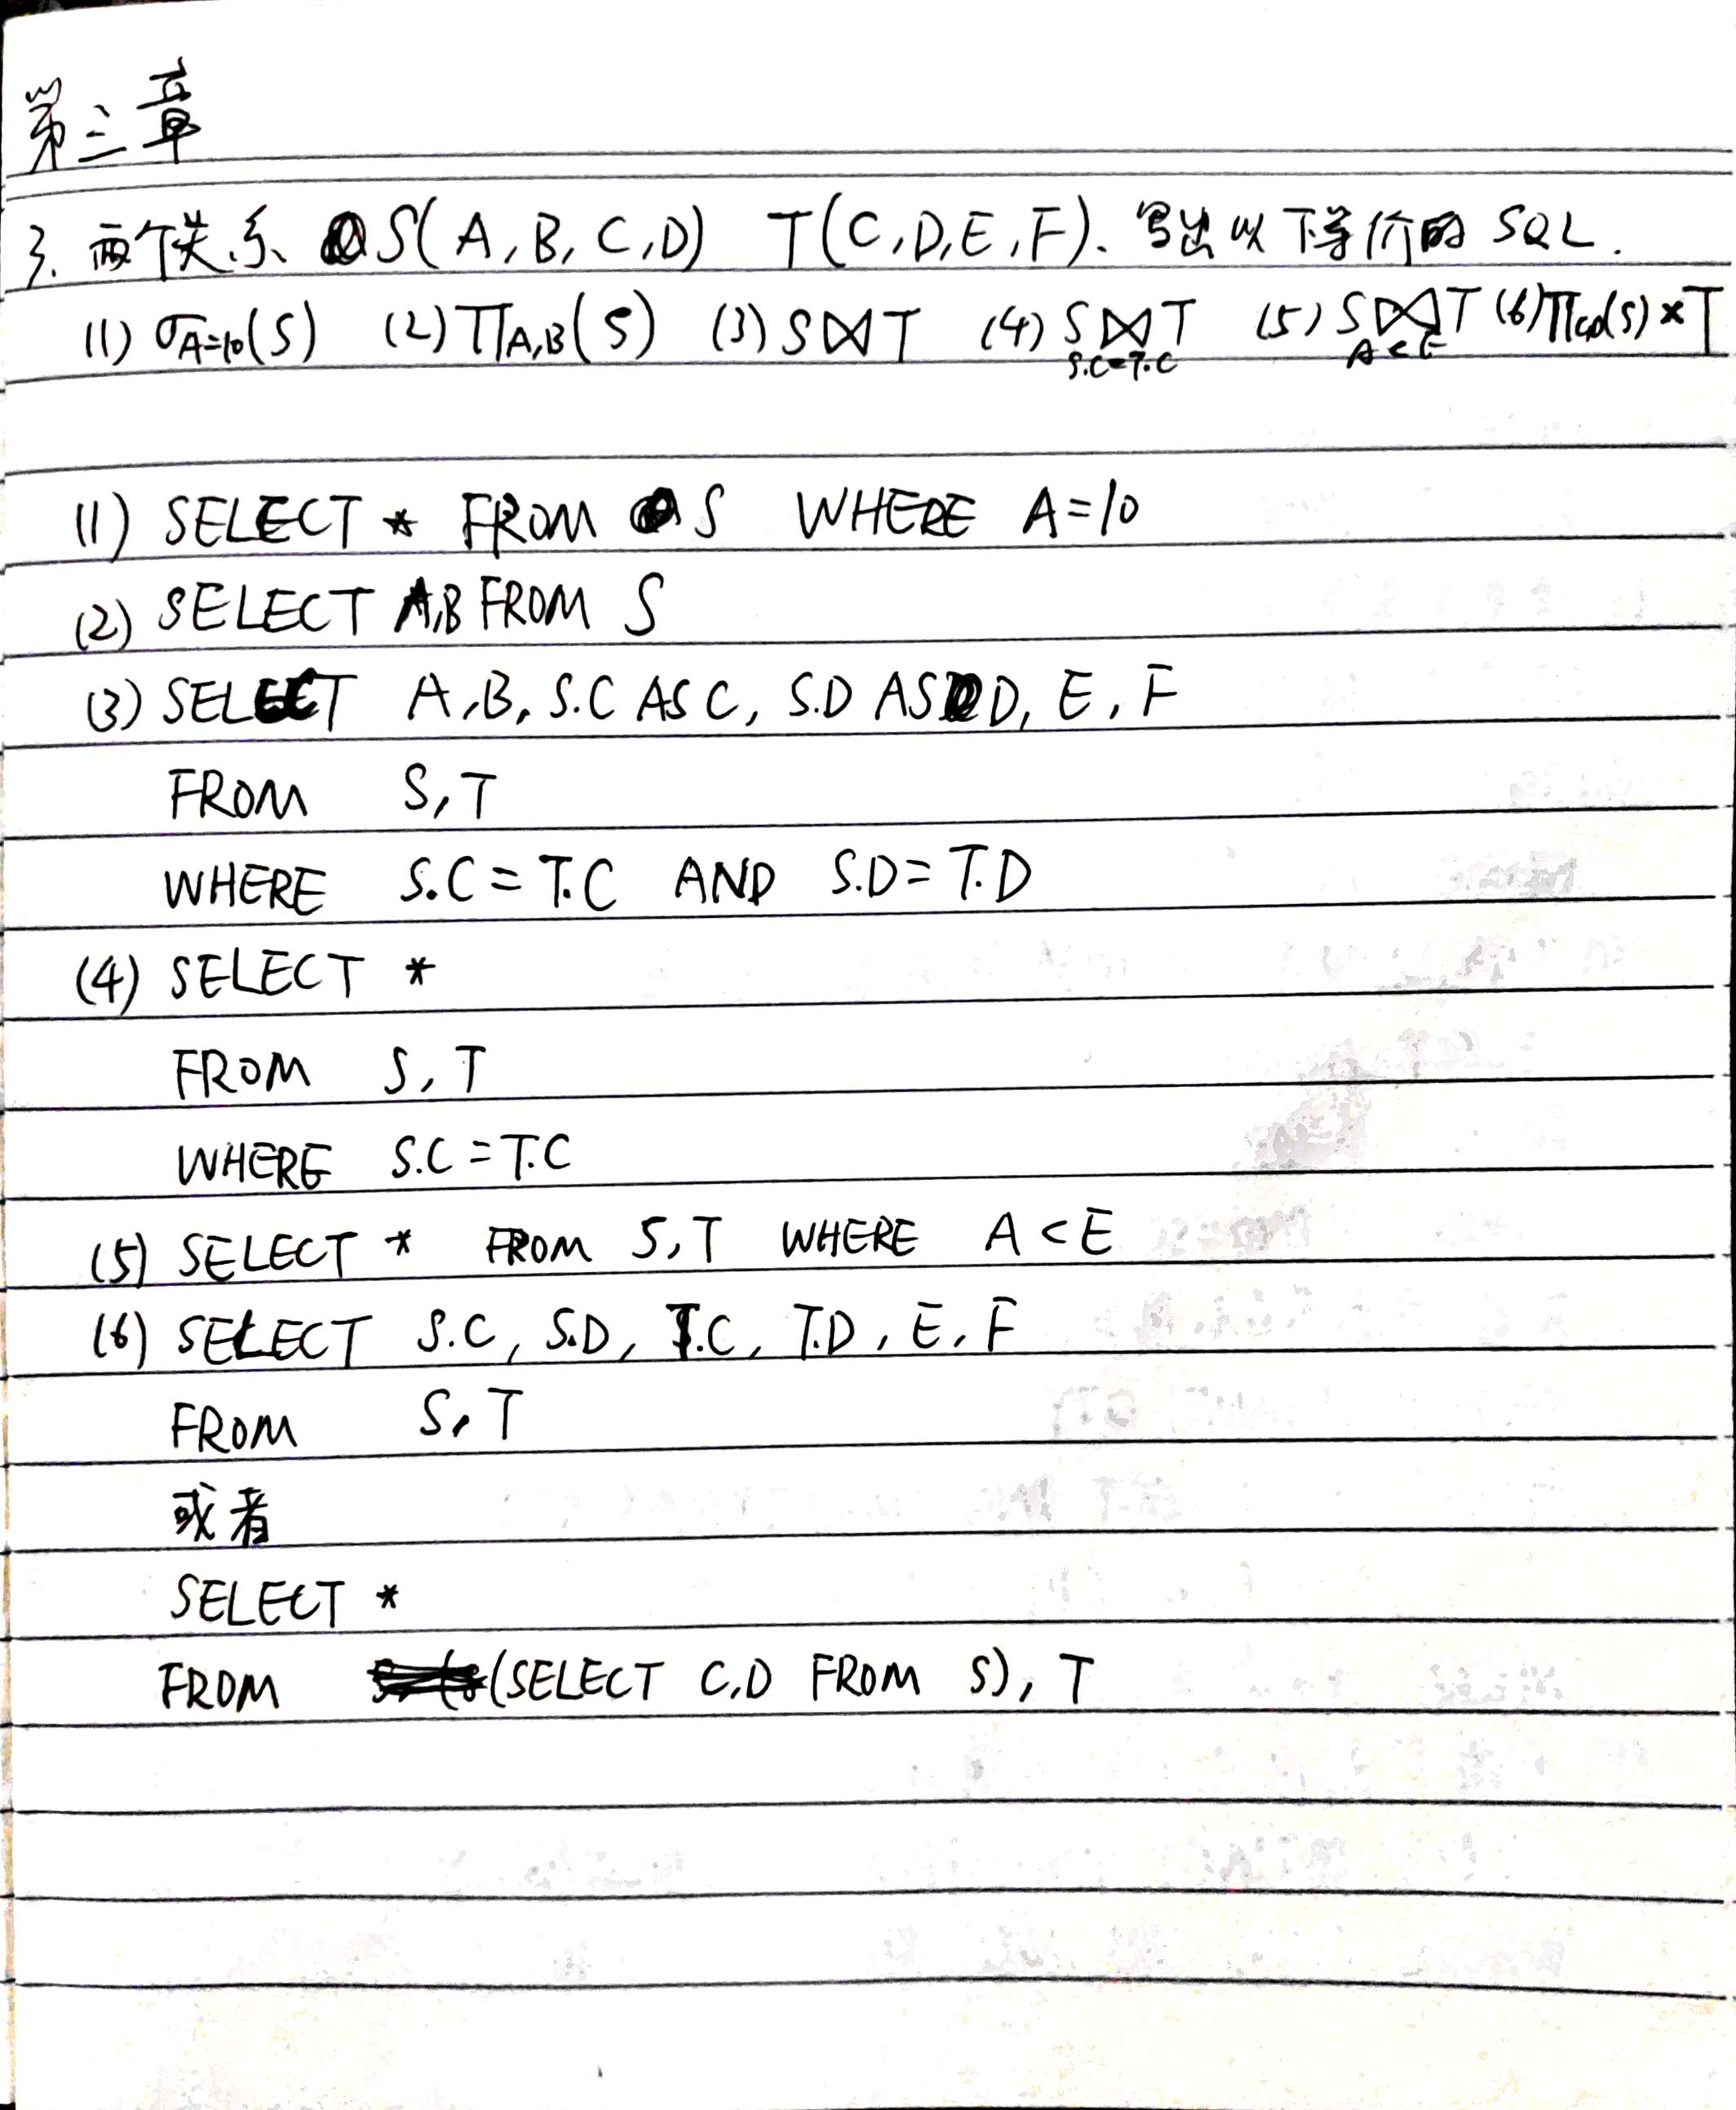 第三章
3. 两个关系 S(A,B,C,D) T(C,D,E,F)、写出以下等价的 SQL.
(1) σA=10(S) (2) ΠA,B(S) (3) S⋈T (4) S⋈T (5) S⋈T (6) ΠC,D(S)×T
S.C=T.C A<E
(1) SELECT * FROM S WHERE A=10
(2) SELECT A,B FROM S
(3) SELECT A,B,S.C AS C, S.D AS D, E, F
FROM S,T
WHERE S.C=T.C AND S.D=T.D
(4) SELECT *
FROM S,T
WHERE S.C=T.C
(5) SELECT * FROM S,T WHERE A<E
(6) SELECT S.C, S.D, T.C, T.D, E, F
FROM S,T
或者
SELECT *
FROM (SELECT C,D FROM S), T